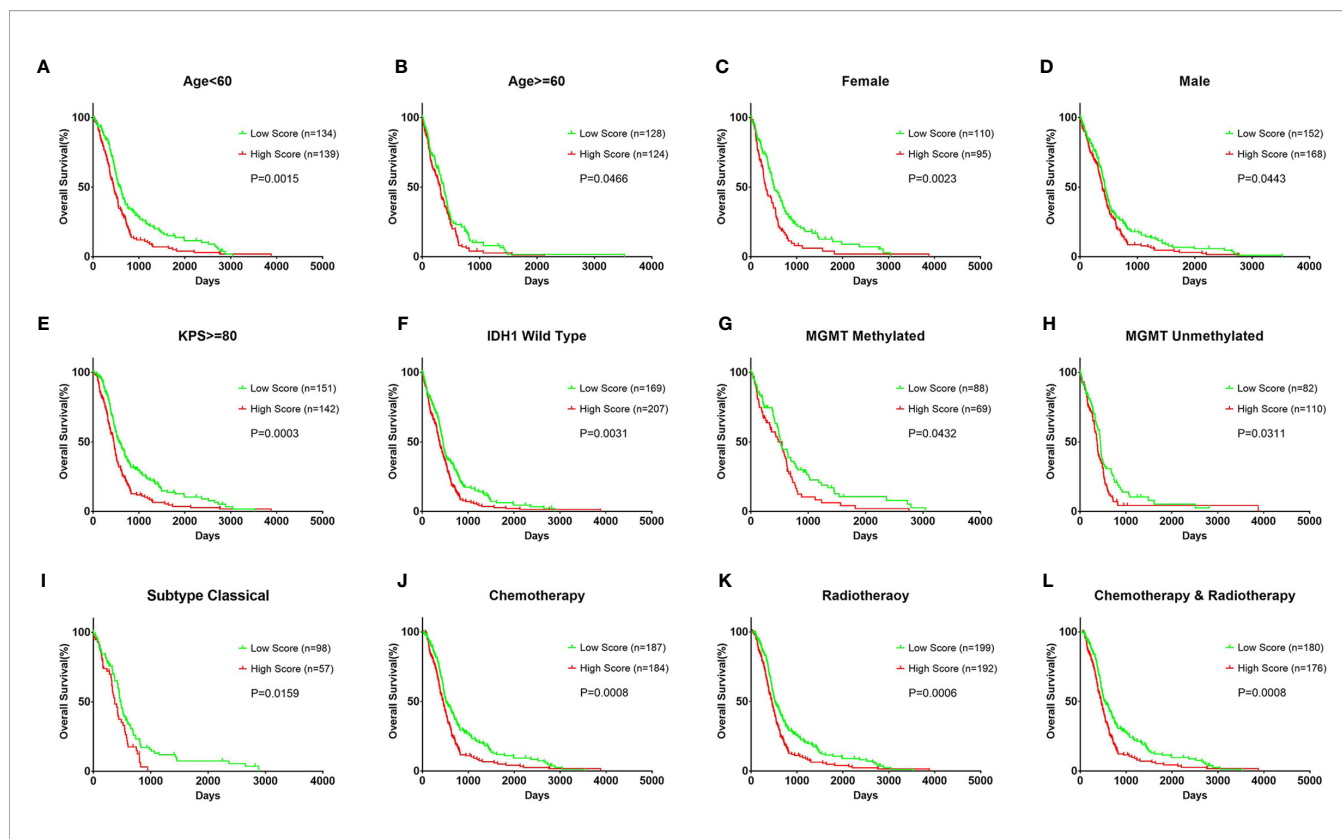 A
Age<60
Overall Survival(%)
100
50
0
0 1000 2000 3000 4000 5000
Days
Low Score (n=134)
High Score (n=139)
P=0.0015
B
Age>=60
Overall Survival(%)
100
50
0
0 1000 2000 3000 4000
Days
Low Score (n=128)
High Score (n=124)
P=0.0466
C
Female
Overall Survival(%)
100
50
0
0 1000 2000 3000 4000 5000
Days
Low Score (n=110)
High Score (n=95)
P=0.0023
D
Male
Overall Survival(%)
100
50
0
0 1000 2000 3000 4000
Days
Low Score (n=152)
High Score (n=168)
P=0.0443
E
KPS>=80
Overall Survival(%)
100
50
0
0 1000 2000 3000 4000 5000
Days
Low Score (n=151)
High Score (n=142)
P=0.0003
F
IDH1 Wild Type
Overall Survival(%)
100
50
0
0 1000 2000 3000 4000 5000
Days
Low Score (n=169)
High Score (n=207)
P=0.0031
G
MGMT Methylated
Overall Survival(%)
100
50
0
0 1000 2000 3000 4000
Days
Low Score (n=88)
High Score (n=69)
P=0.0432
H
MGMT Unmethylated
Overall Survival(%)
100
50
0
0 1000 2000 3000 4000 5000
Days
Low Score (n=82)
High Score (n=110)
P=0.0311
I
Subtype Classical
Overall Survival(%)
100
50
0
0 1000 2000 3000 4000
Days
Low Score (n=98)
High Score (n=57)
P=0.0159
J
Chemotherapy
Overall Survival(%)
100
50
0
0 1000 2000 3000 4000 5000
Days
Low Score (n=187)
High Score (n=184)
P=0.0008
K
Radiotheraoy
Overall Survival(%)
100
50
0
0 1000 2000 3000 4000 5000
Days
Low Score (n=199)
High Score (n=192)
P=0.0006
L
Chemotherapy & Radiotherapy
Overall Survival(%)
100
50
0
0 1000 2000 3000 4000 5000
Days
Low Score (n=180)
High Score (n=176)
P=0.0008